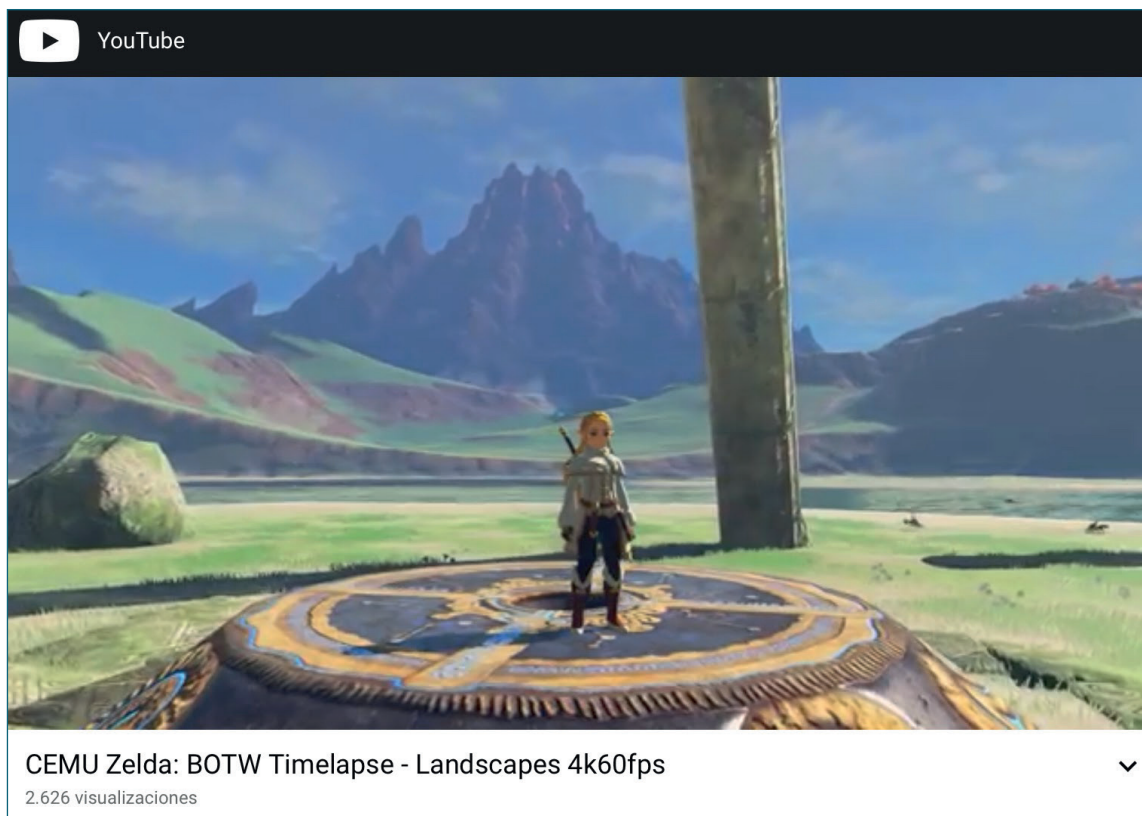 YouTube
CEMU Zelda: BOTW Timelapse - Landscapes 4k60fps
2.626 visualizaciones